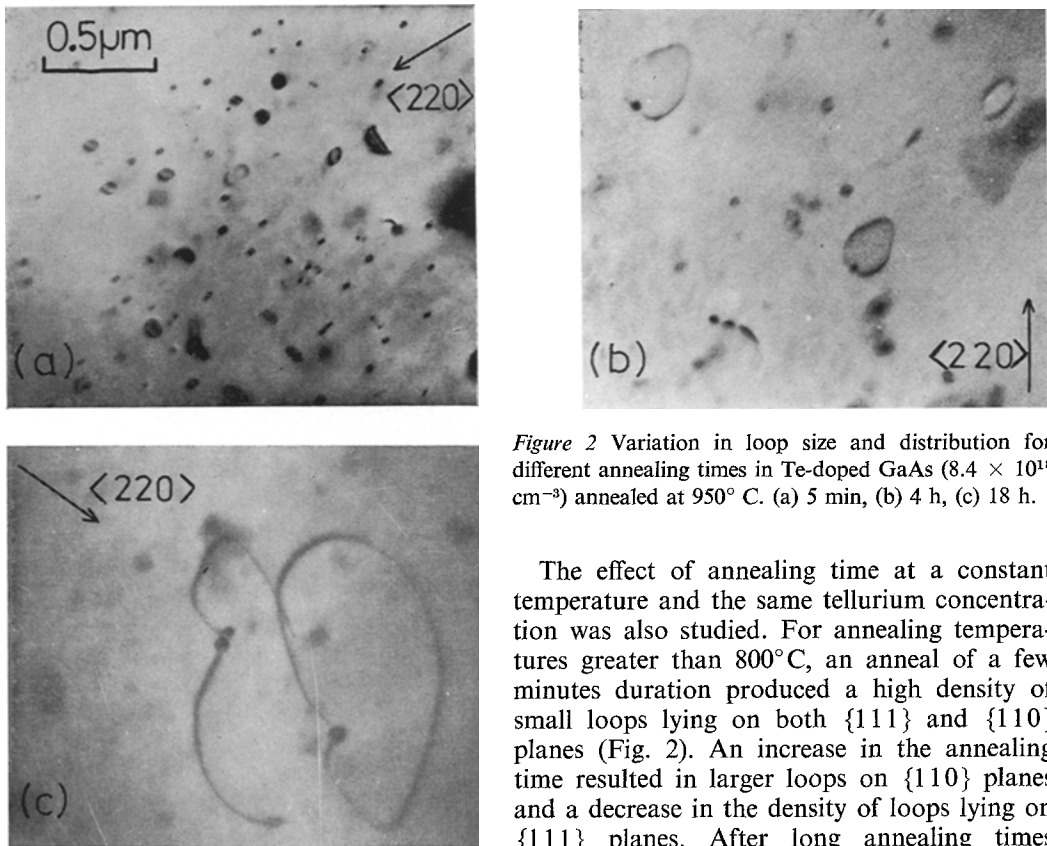 0.5μm
<220>
(a)
(b)
<220>
<220>
(c)
Figure 2 Variation in loop size and distribution for
different annealing times in Te-doped GaAs (8.4 × 10¹⁸
cm⁻³) annealed at 950° C. (a) 5 min, (b) 4 h, (c) 18 h.
The effect of annealing time at a constant
temperature and the same tellurium concentra-
tion was also studied. For annealing tempera-
tures greater than 800°C, an anneal of a few
minutes duration produced a high density of
small loops lying on both {111} and {110}
planes (Fig. 2). An increase in the annealing
time resulted in larger loops on {110} planes
and a decrease in the density of loops lying on
{111} planes. After long annealing times